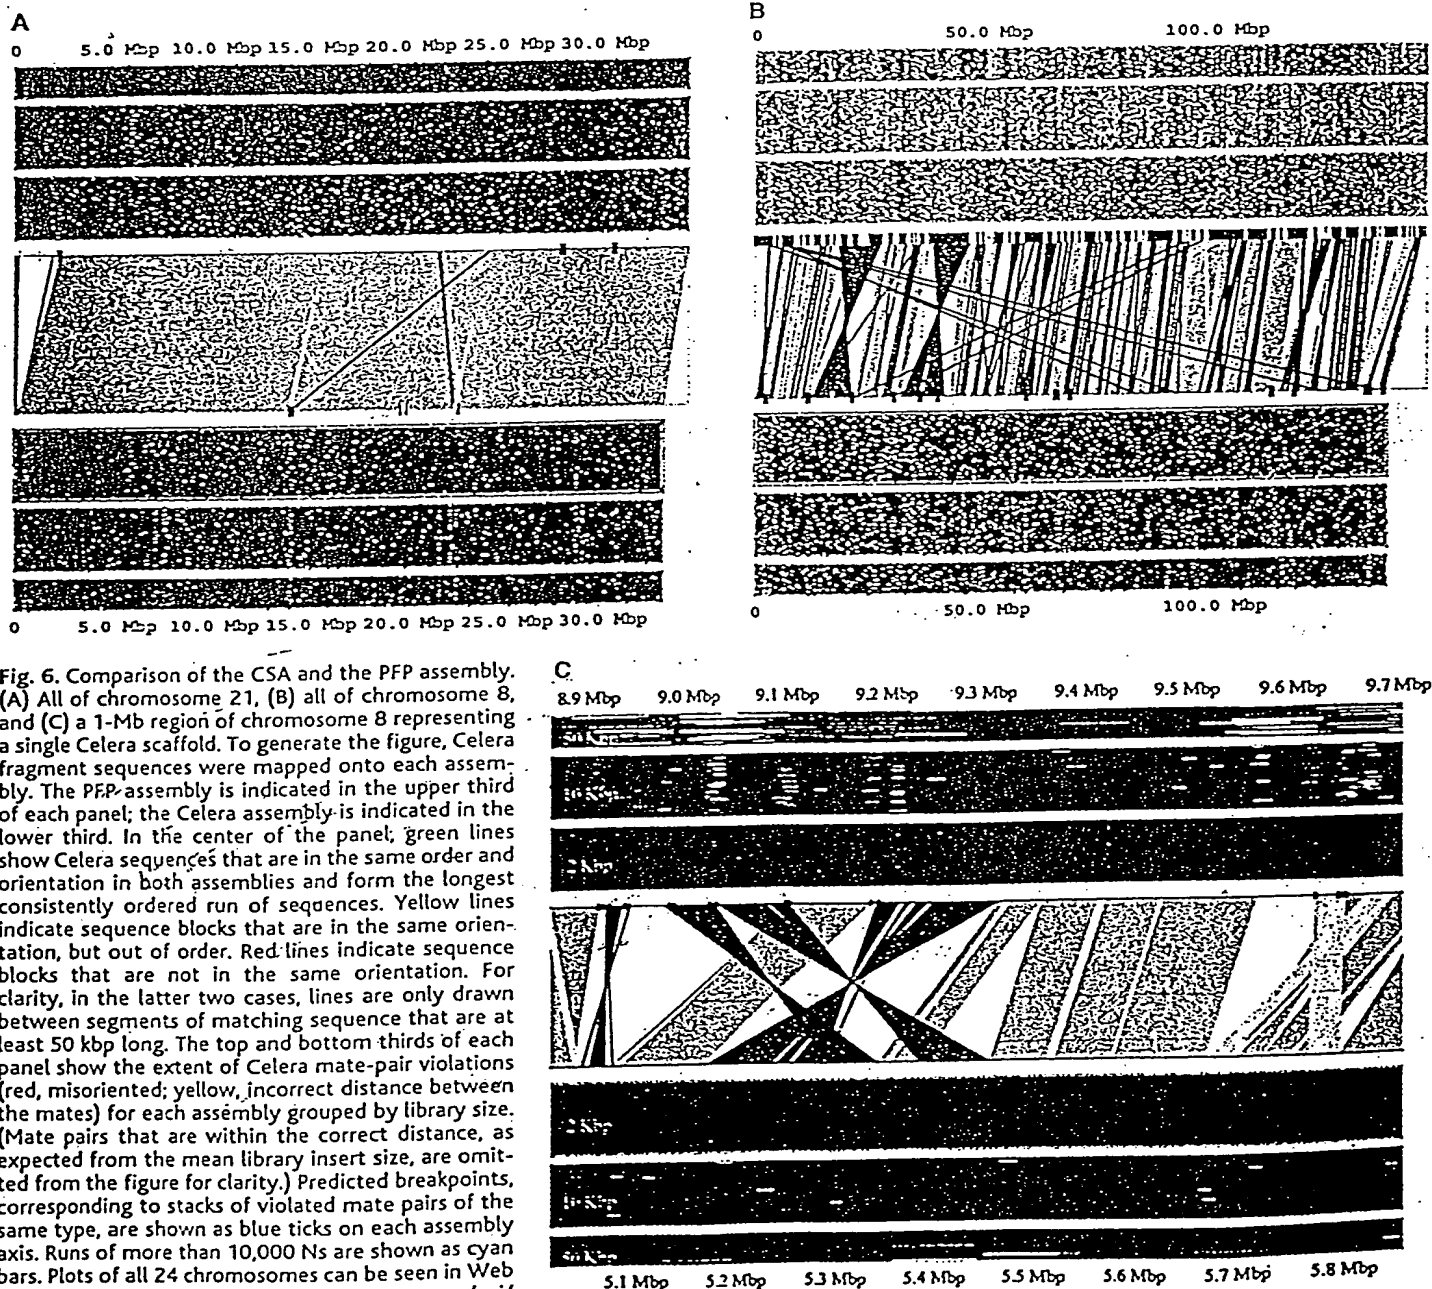 A
0 5.0 Mbp 10.0 Mbp 15.0 Mbp 20.0 Mbp 25.0 Mbp 30.0 Mbp
0 5.0 Mbp 10.0 Mbp 15.0 Mbp 20.0 Mbp 25.0 Mbp 30.0 Mbp
B
0 50.0 Mbp 100.0 Mbp
0 50.0 Mbp 100.0 Mbp
Fig. 6. Comparison of the CSA and the PFP assembly.
(A) All of chromosome 21, (B) all of chromosome 8,
and (C) a 1-Mb region of chromosome 8 representing
a single Celera scaffold. To generate the figure, Celera
fragment sequences were mapped onto each assem-
bly. The PFP assembly is indicated in the upper third
of each panel; the Celera assembly is indicated in the
lower third. In the center of the panel, green lines
show Celera sequences that are in the same order and
orientation in both assemblies and form the longest
consistently ordered run of sequences. Yellow lines
indicate sequence blocks that are in the same orien-
tation, but out of order. Red lines indicate sequence
blocks that are not in the same orientation. For
clarity, in the latter two cases, lines are only drawn
between segments of matching sequence that are at
least 50 kbp long. The top and bottom thirds of each
panel show the extent of Celera mate-pair violations
(red, misoriented; yellow, incorrect distance between
the mates) for each assembly grouped by library size.
(Mate pairs that are within the correct distance, as
expected from the mean library insert size, are omit-
ted from the figure for clarity.) Predicted breakpoints,
corresponding to stacks of violated mate pairs of the
same type, are shown as blue ticks on each assembly
axis. Runs of more than 10,000 Ns are shown as cyan
bars. Plots of all 24 chromosomes can be seen in Web
C
8.9 Mbp 9.0 Mbp 9.1 Mbp 9.2 Mbp 9.3 Mbp 9.4 Mbp 9.5 Mbp 9.6 Mbp 9.7 Mbp
2 Kbp
2 Kbp
50 Kbp
5.1 Mbp 5.2 Mbp 5.3 Mbp 5.4 Mbp 5.5 Mbp 5.6 Mbp 5.7 Mbp 5.8 Mbp